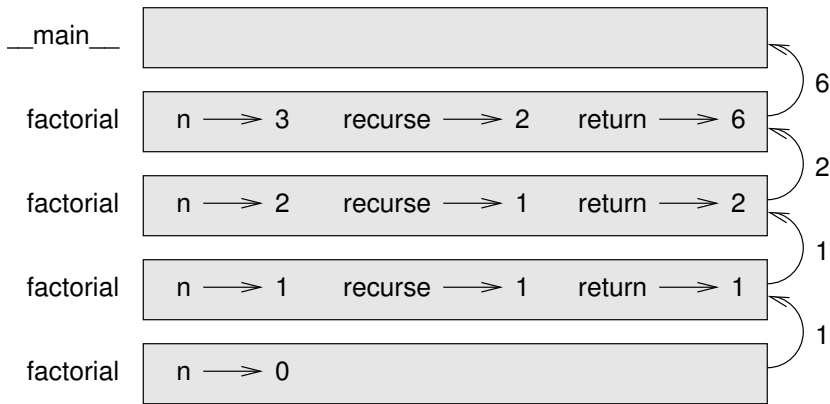 __main__
6
factorial n 3 recurse 2 return 6
2
factorial n 2 recurse 1 return 2
1
factorial n 1 recurse 1 return 1
1
factorial n 0